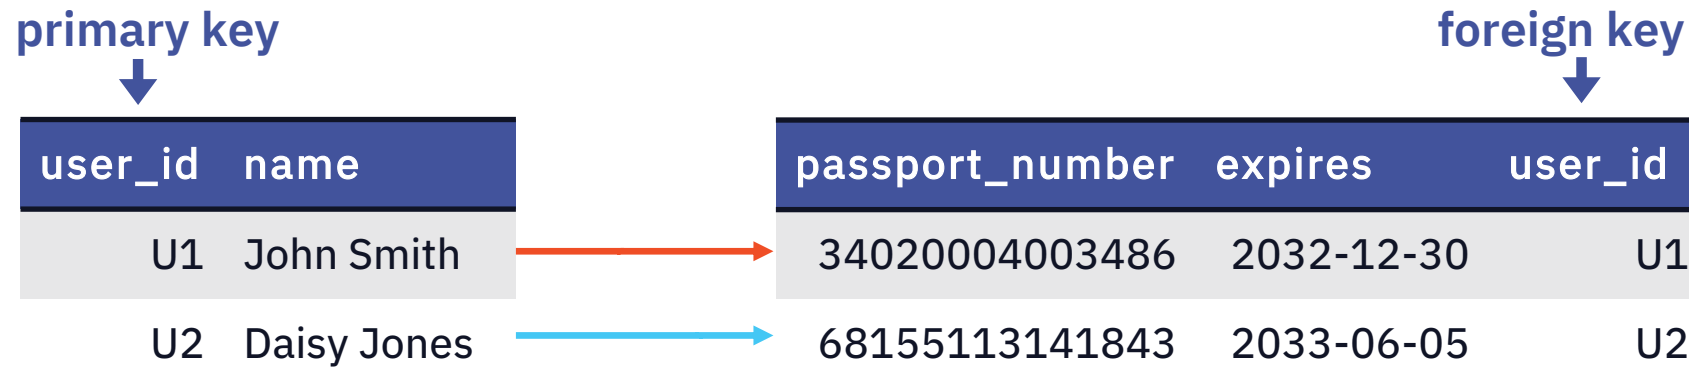 primary key foreign key
user_id name passport_number expires user_id
U1 John Smith 34020004003486 2032-12-30 U1
U2 Daisy Jones 68155113141843 2033-06-05 U2